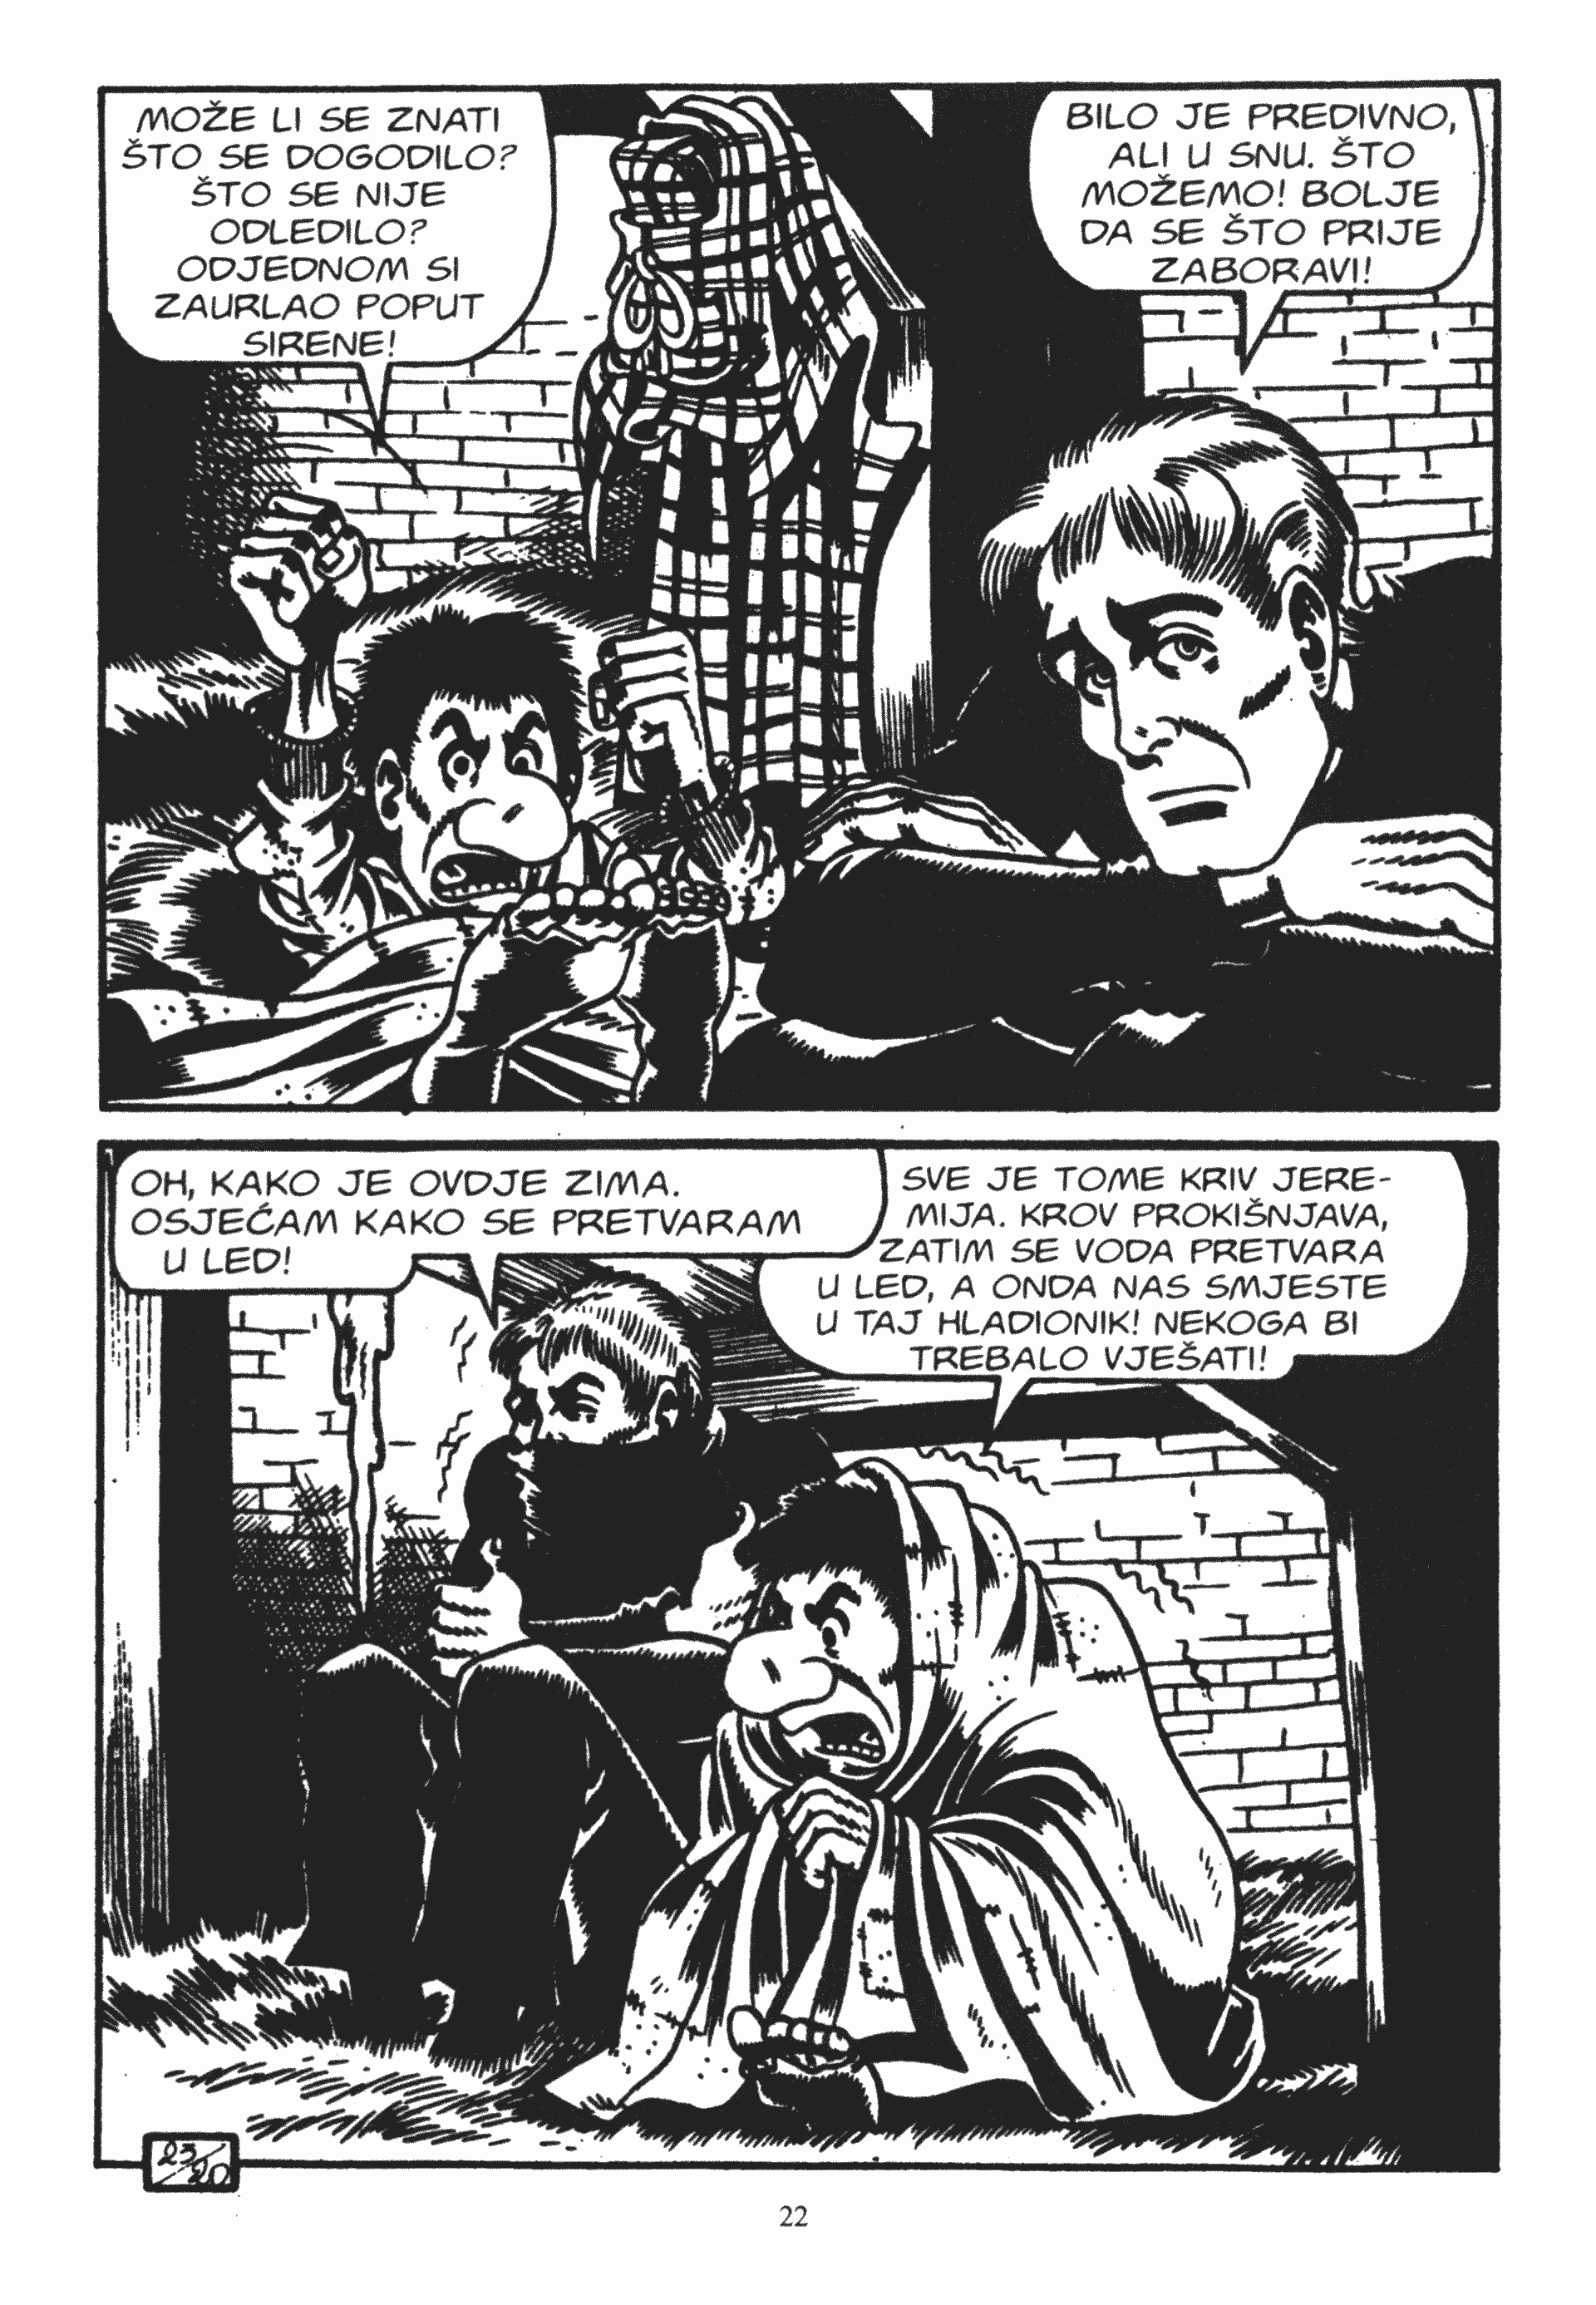 MOŽE LI SE ZNATI
ŠTO SE DOGODILO?
ŠTO SE NIJE
ODLEDILO?
ODJEDNOM SI
ZAURLAO POPUT
SIRENE!
BILO JE PREDIVNO,
ALI U SNU. ŠTO
MOŽEMO! BOLJE
DA SE ŠTO PRIJE
ZABORAVI!
OH, KAKO JE OVDJE ZIMA.
OSJEĆAM KAKO SE PRETVARAM
U LED!
SVE JE TOME KRIV JERE-
MIJA. KROV PROKIŠNJAVA,
ZATIM SE VODA PRETVARA
U LED, A ONDA NAS SMJESTE
U TAJ HLADIONIK! NEKOGA BI
TREBALO VJEŠATI!
23/20
22